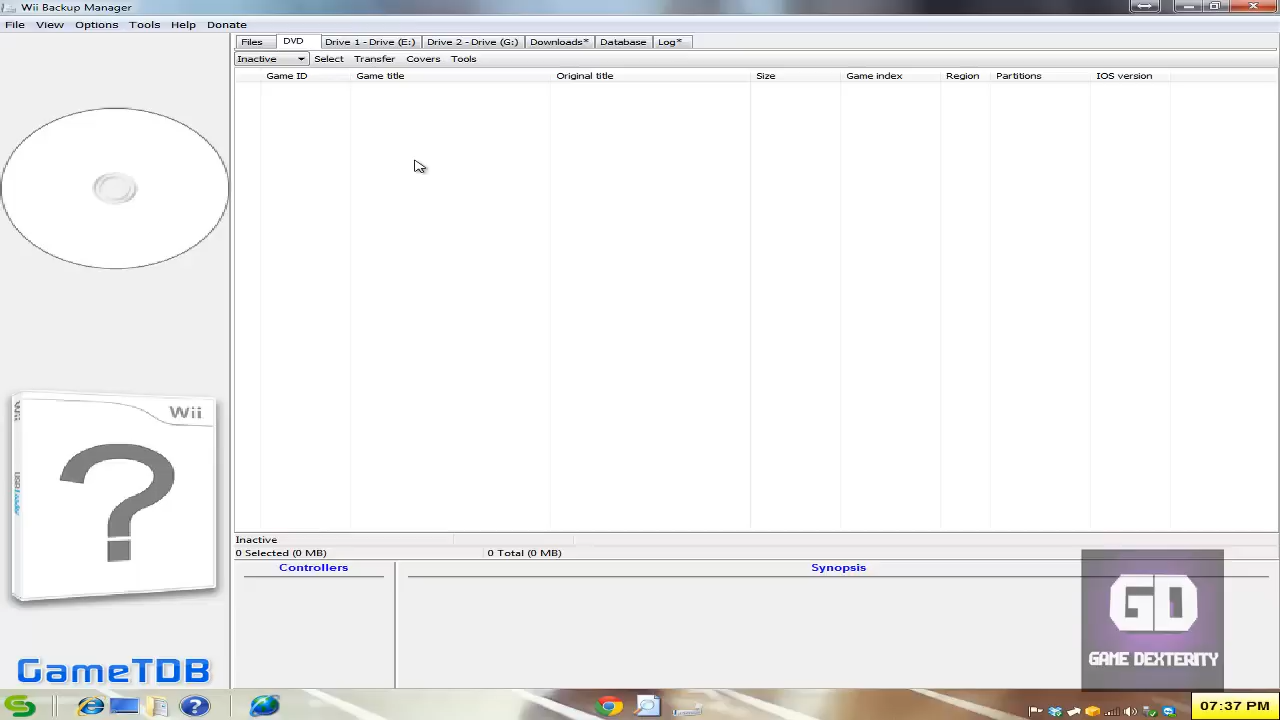 Wii Backup Manager
File View Options Tools Help Donate
Files DVD Drive 1 - Drive (E:) Drive 2 - Drive (G:) Downloads* Database Log*
Inactive Select Transfer Covers Tools
Game ID Game title Original title Size Game index Region Partitions IOS version
Wii
?
Inactive
0 Selected (0 MB) 0 Total (0 MB)
Controllers Synopsis
GD
GAME DEXTERITY
GameTDB
07:37 PM